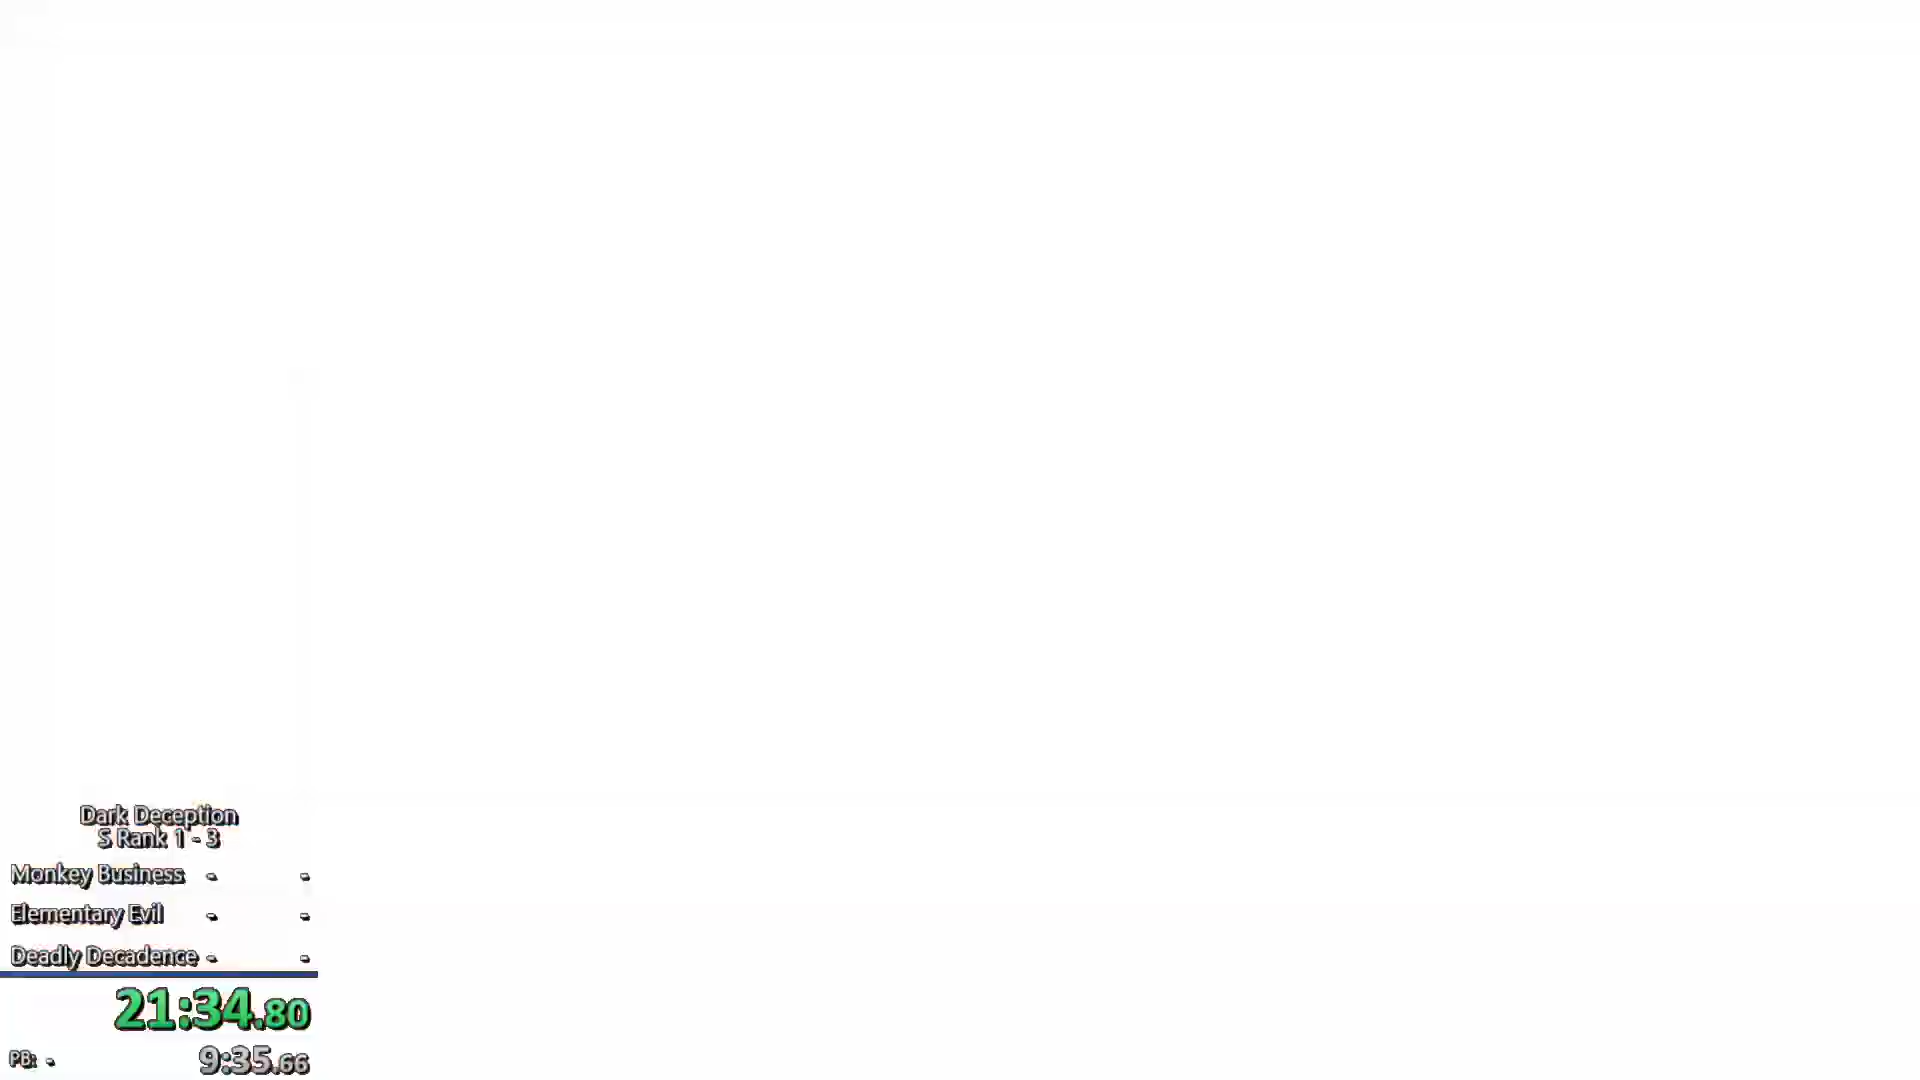 Dark Deception
S Rank 1 - 3
Monkey Business - -
Elementary Evil - -
Deadly Decadence - -
21:34.80
PB: - 9:35.66